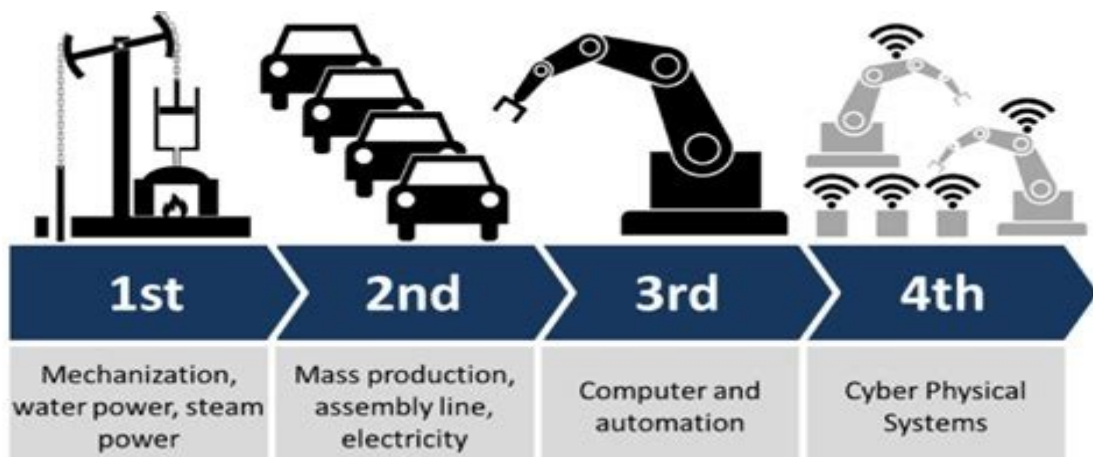 1st
2nd
3rd
4th
Mechanization,
water power, steam
power
Mass production,
assembly line,
electricity
Computer and
automation
Cyber Physical
Systems